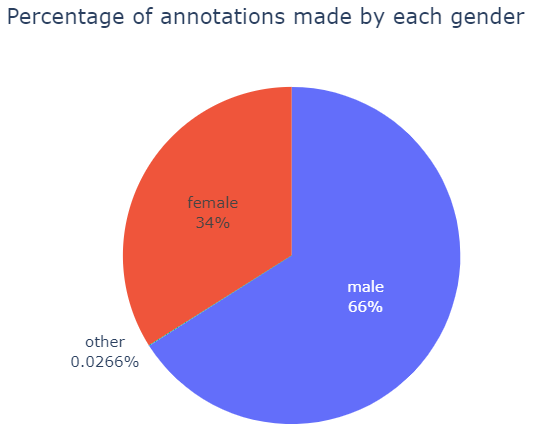 Percentage of annotations made by each gender
female
34%
male
66%
other
0.0266%